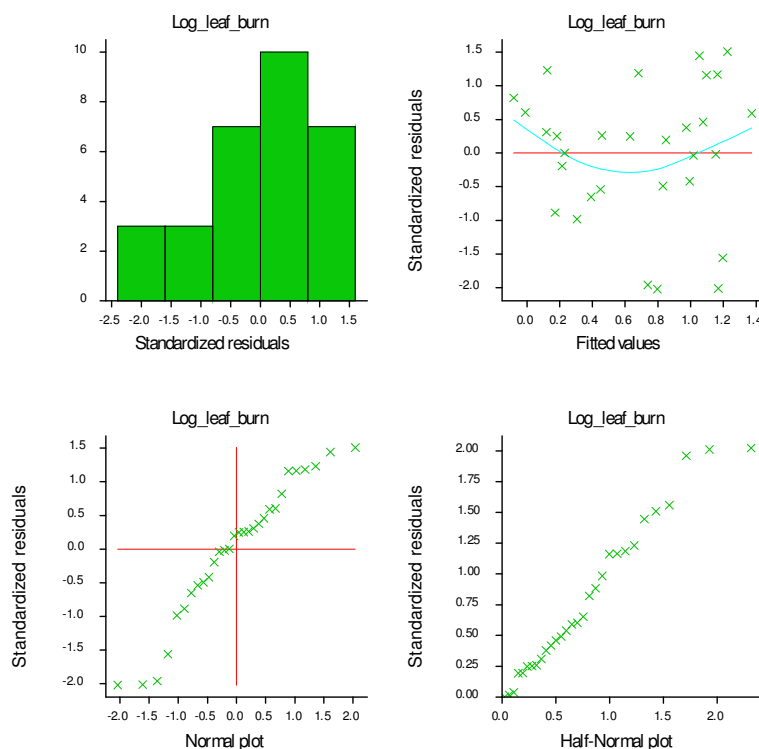 Log_leaf_burn
10
8
6
4
2
0
-2.5 -2.0 -1.5 -1.0 -0.5 0.0 0.5 1.0 1.5
Standardized residuals
Log_leaf_burn
Standardized residuals
1.5
1.0
0.5
0.0
-0.5
-1.0
-1.5
-2.0
0.0 0.2 0.4 0.6 0.8 1.0 1.2 1.4
Fitted values
Log_leaf_burn
Standardized residuals
1.5
1.0
0.5
0.0
-0.5
-1.0
-1.5
-2.0
-2.0 -1.5 -1.0 -0.5 0.0 0.5 1.0 1.5 2.0
Normal plot
Log_leaf_burn
Standardized residuals
2.00
1.75
1.50
1.25
1.00
0.75
0.50
0.25
0.00
0.0 0.5 1.0 1.5 2.0
Half-Normal plot